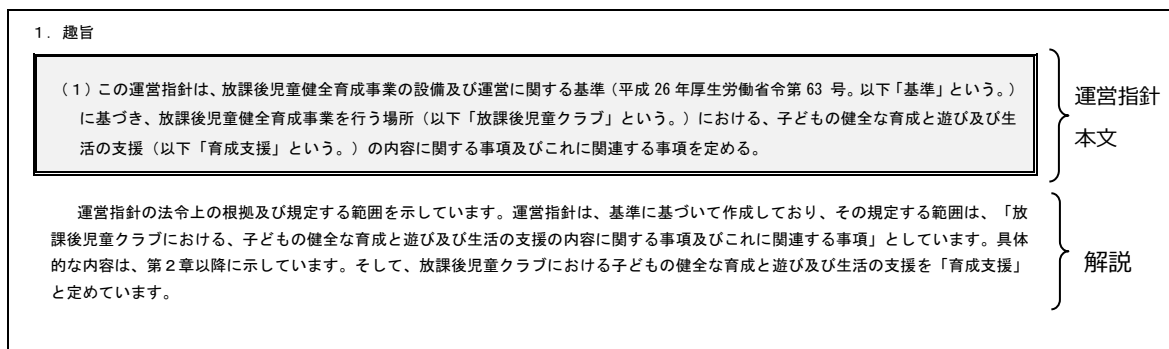 １．趣旨
（１）この運営指針は、放課後児童健全育成事業の設備及び運営に関する基準（平成 26 年厚生労働省令第 63 号。以下「基準」という。）
に基づき、放課後児童健全育成事業を行う場所（以下「放課後児童クラブ」という。）における、子どもの健全な育成と遊び及び生
活の支援（以下「育成支援」という。）の内容に関する事項及びこれに関連する事項を定める。
運営指針
本文
運営指針の法令上の根拠及び規定する範囲を示しています。運営指針は、基準に基づいて作成しており、その規定する範囲は、「放
課後児童クラブにおける、子どもの健全な育成と遊び及び生活の支援の内容に関する事項及びこれに関連する事項」としています。具体
的な内容は、第２章以降に示しています。そして、放課後児童クラブにおける子どもの健全な育成と遊び及び生活の支援を「育成支援」
と定めています。
解説